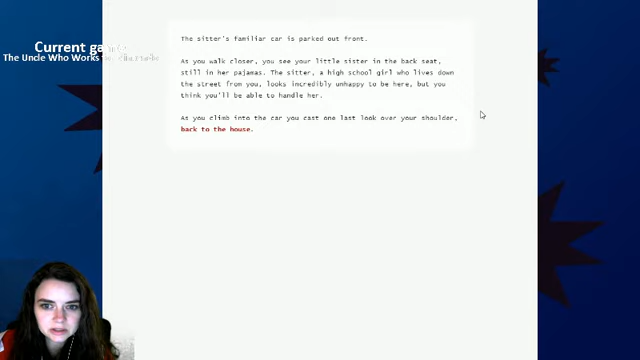 Current game
The Uncle Who Works
The sitter's familiar car is parked out front.
As you walk closer, you see your little sister in the back seat,
still in her pajamas. The sitter, a high school girl who lives down
the street from you, looks incredibly unhappy to be here, but you
think you'll be able to handle her.
As you climb into the car you cast one last look over your shoulder,
back to the house.